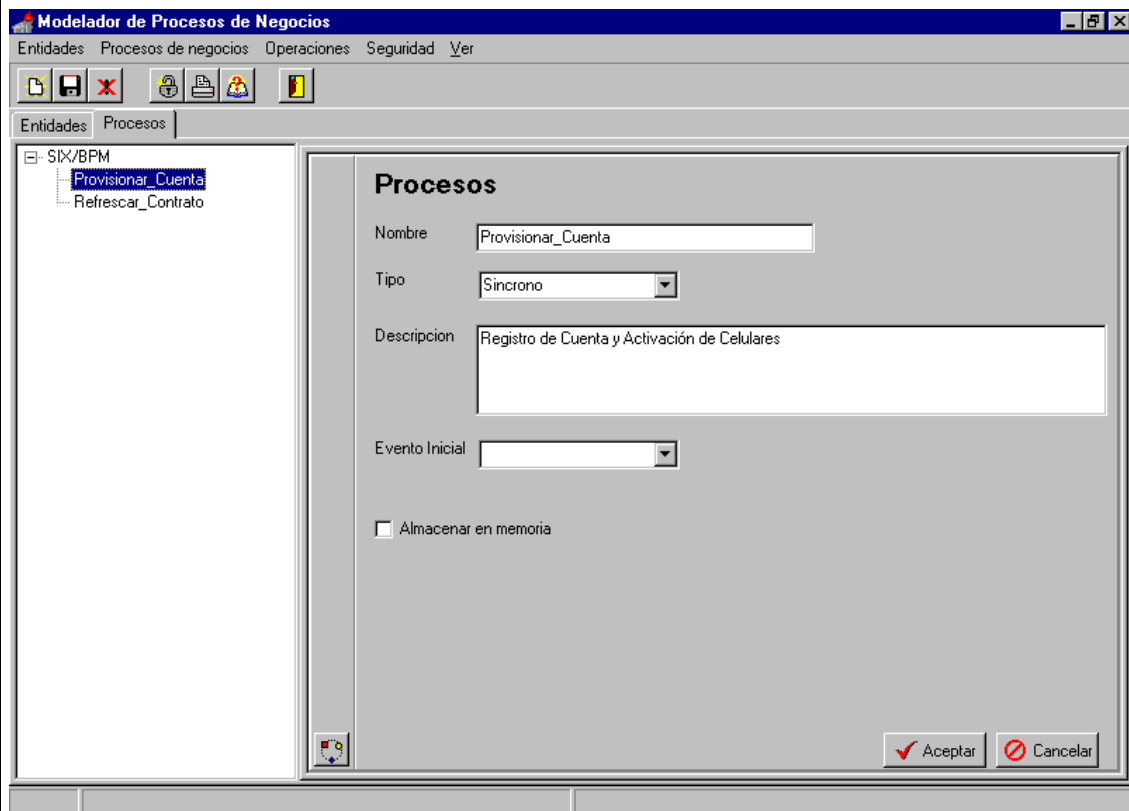 Modelador de Procesos de Negocios
Entidades Procesos de negocios Operaciones Seguridad Ver
Entidades Procesos
SIX/BPM
Provisionar_Cuenta
Refrescar_Contrato
Procesos
Nombre Provisionar_Cuenta
Tipo Sincrono
Descripcion Registro de Cuenta y Activación de Celulares
Evento Inicial
Almacenar en memoria
Aceptar Cancelar